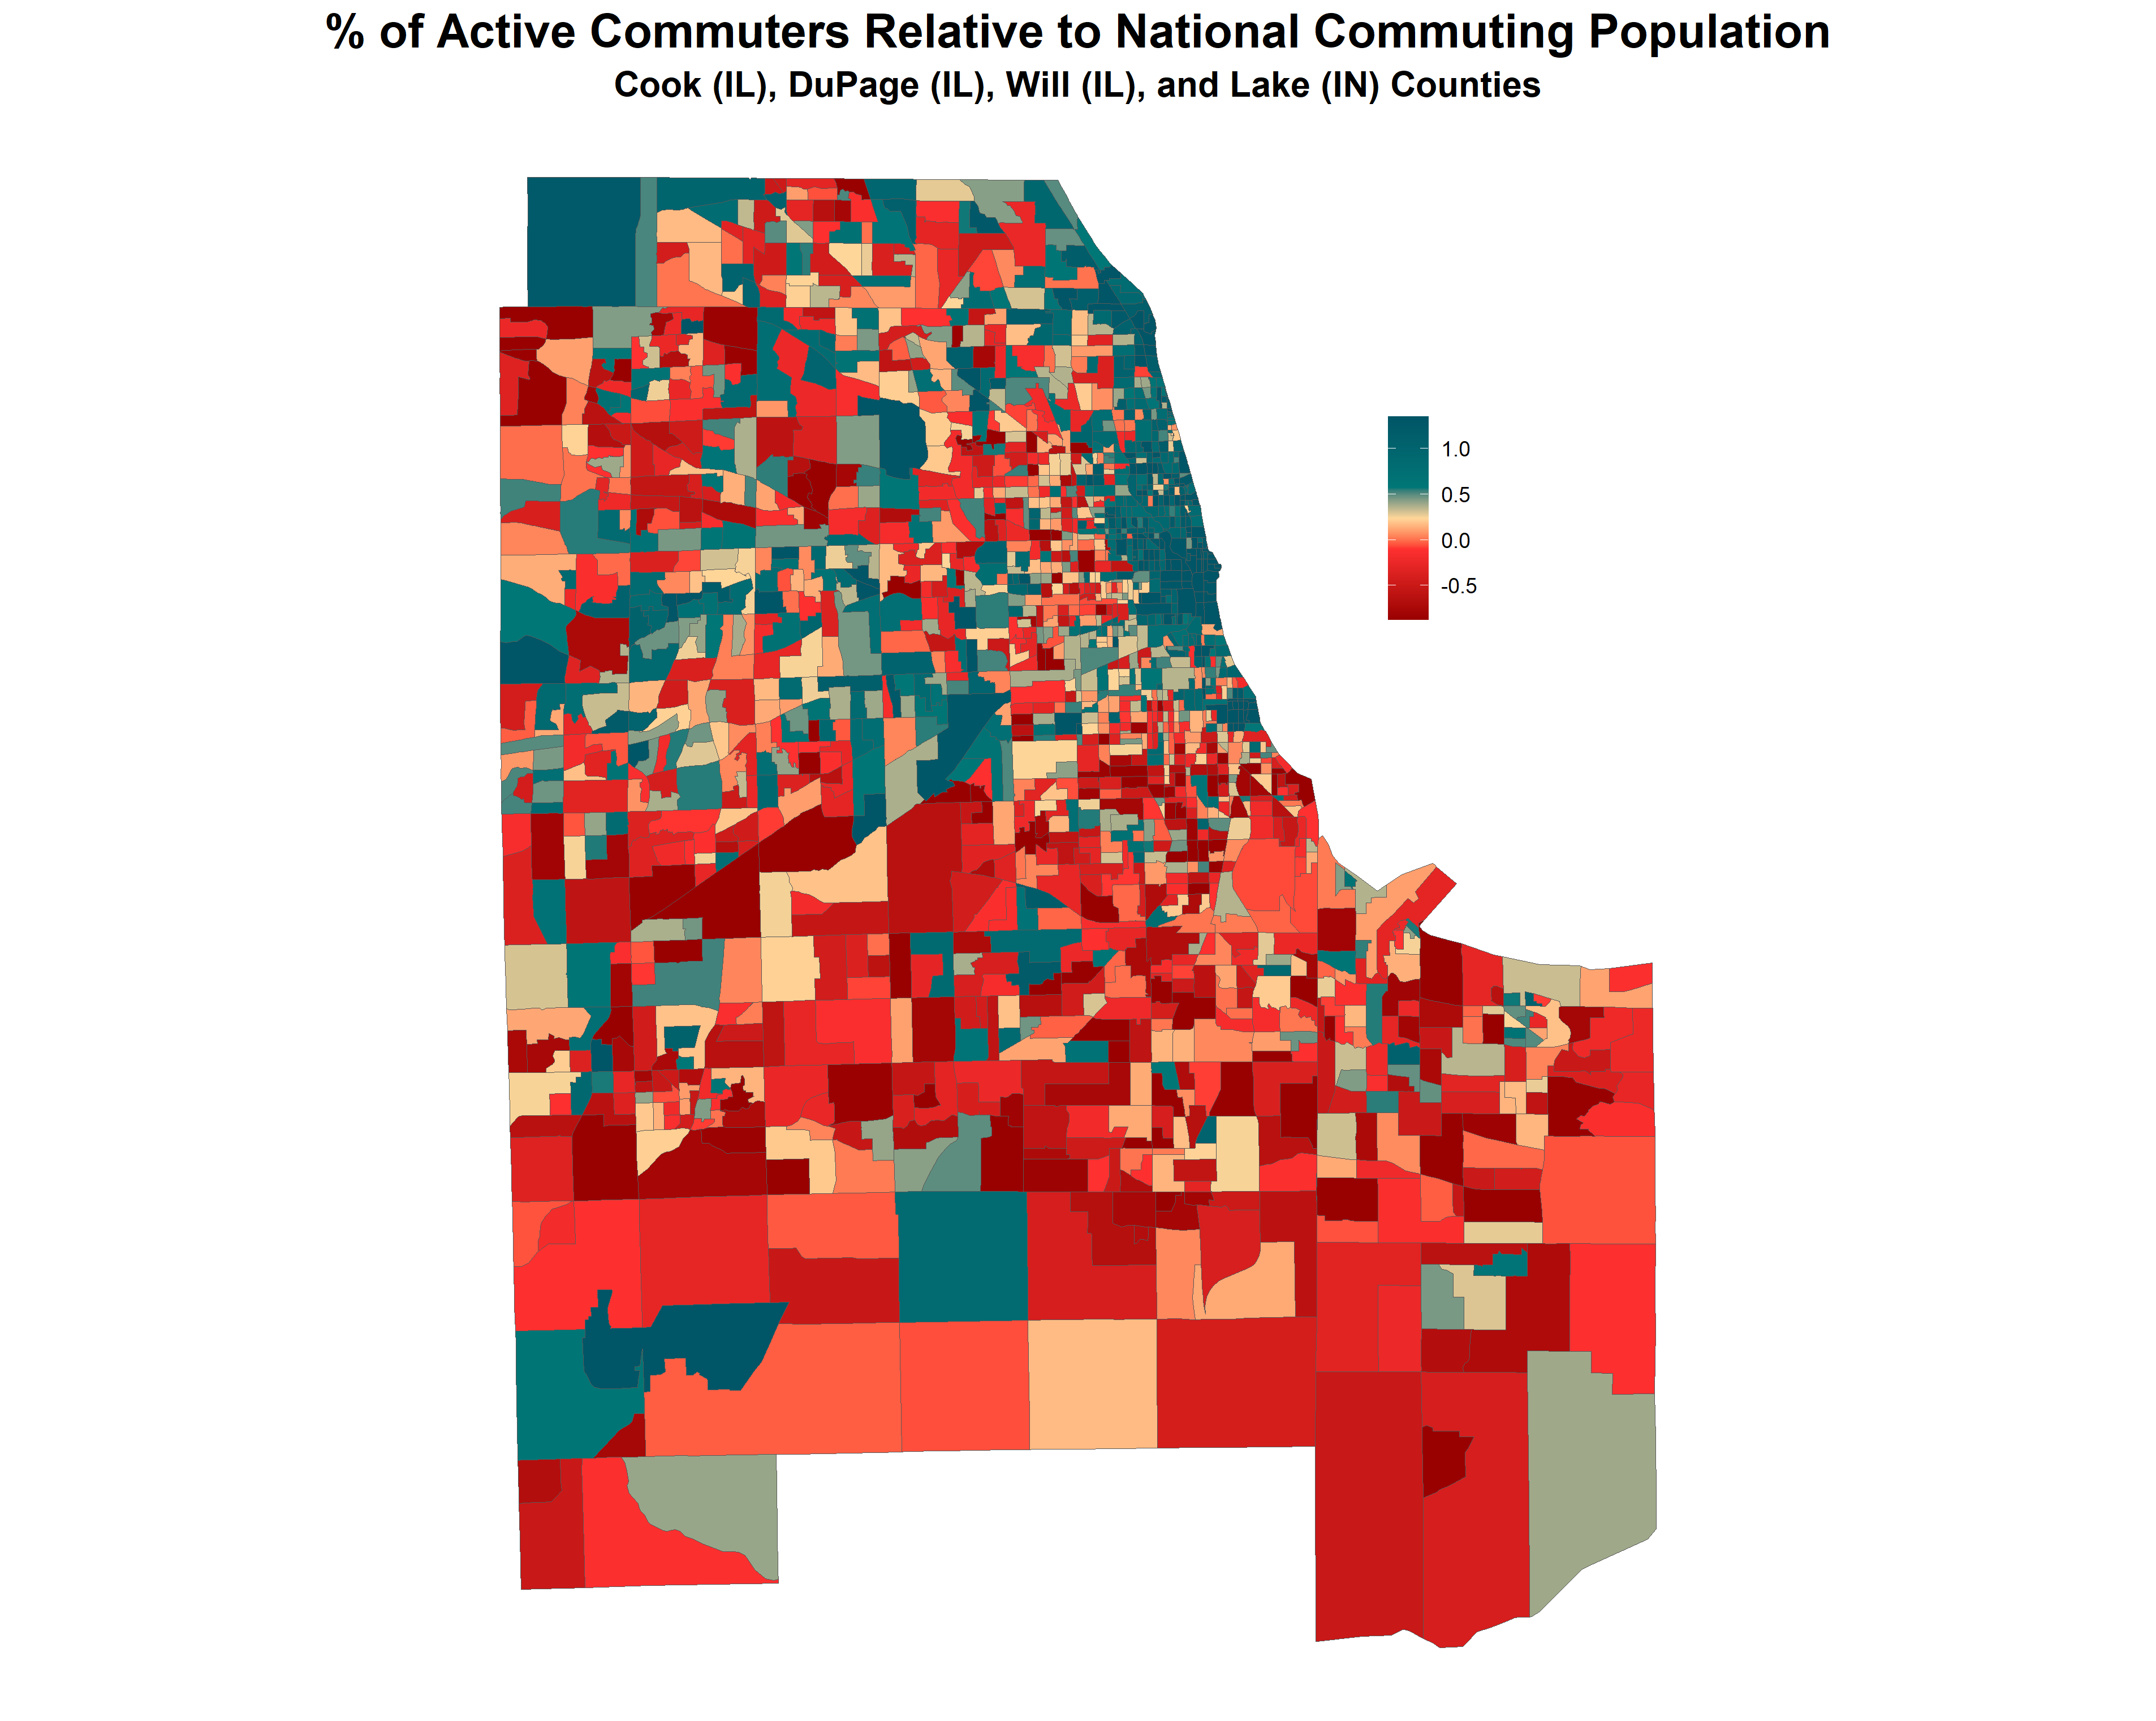 % of Active Commuters Relative to National Commuting Population
Cook (IL), DuPage (IL), Will (IL), and Lake (IN) Counties
1.0
0.5
0.0
-0.5